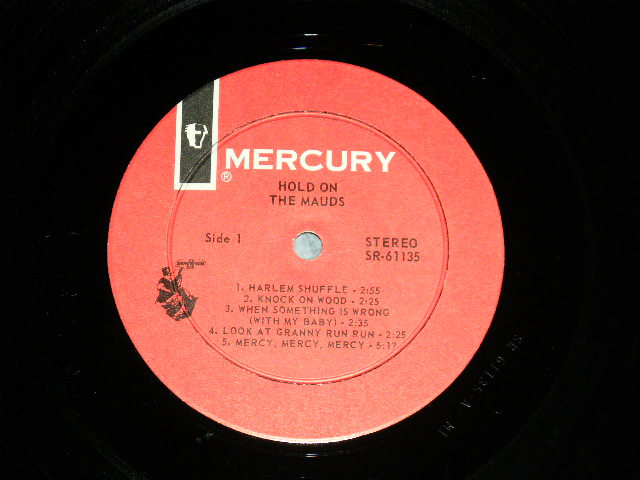 MERCURY
®
HOLD ON
THE MAUDS
Side 1
STEREO
SR-61135
1. HARLEM SHUFFLE - 2:55
2. KNOCK ON WOOD - 2:25
3. WHEN SOMETHING IS WRONG
(WITH MY BABY) - 2:35
4. LOOK AT GRANNY RUN RUN - 2:25
5. MERCY, MERCY, MERCY - 5:17